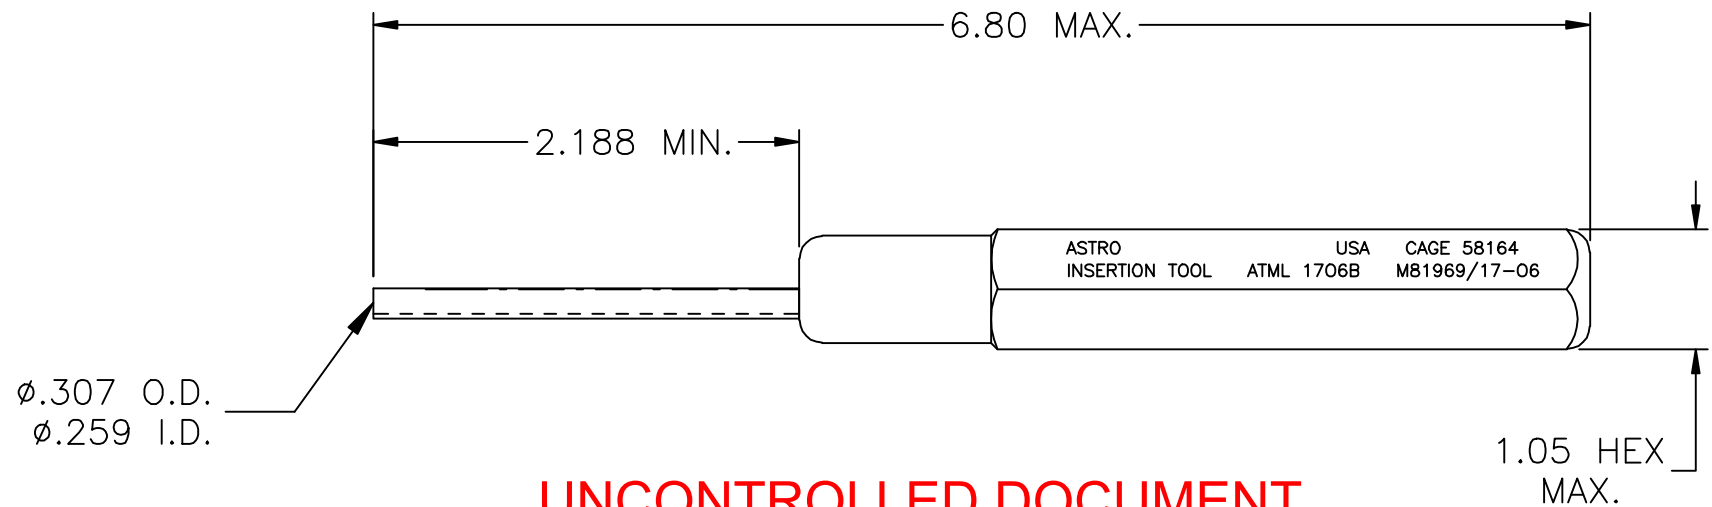 6.80 MAX.
2.188 MIN.
ASTRO USA CAGE 58164
INSERTION TOOL ATML 1706B M81969/17-06
ø.307 O.D.
ø.259 I.D.
1.05 HEX
MAX.
UNCONTROLLED DOCUMENT